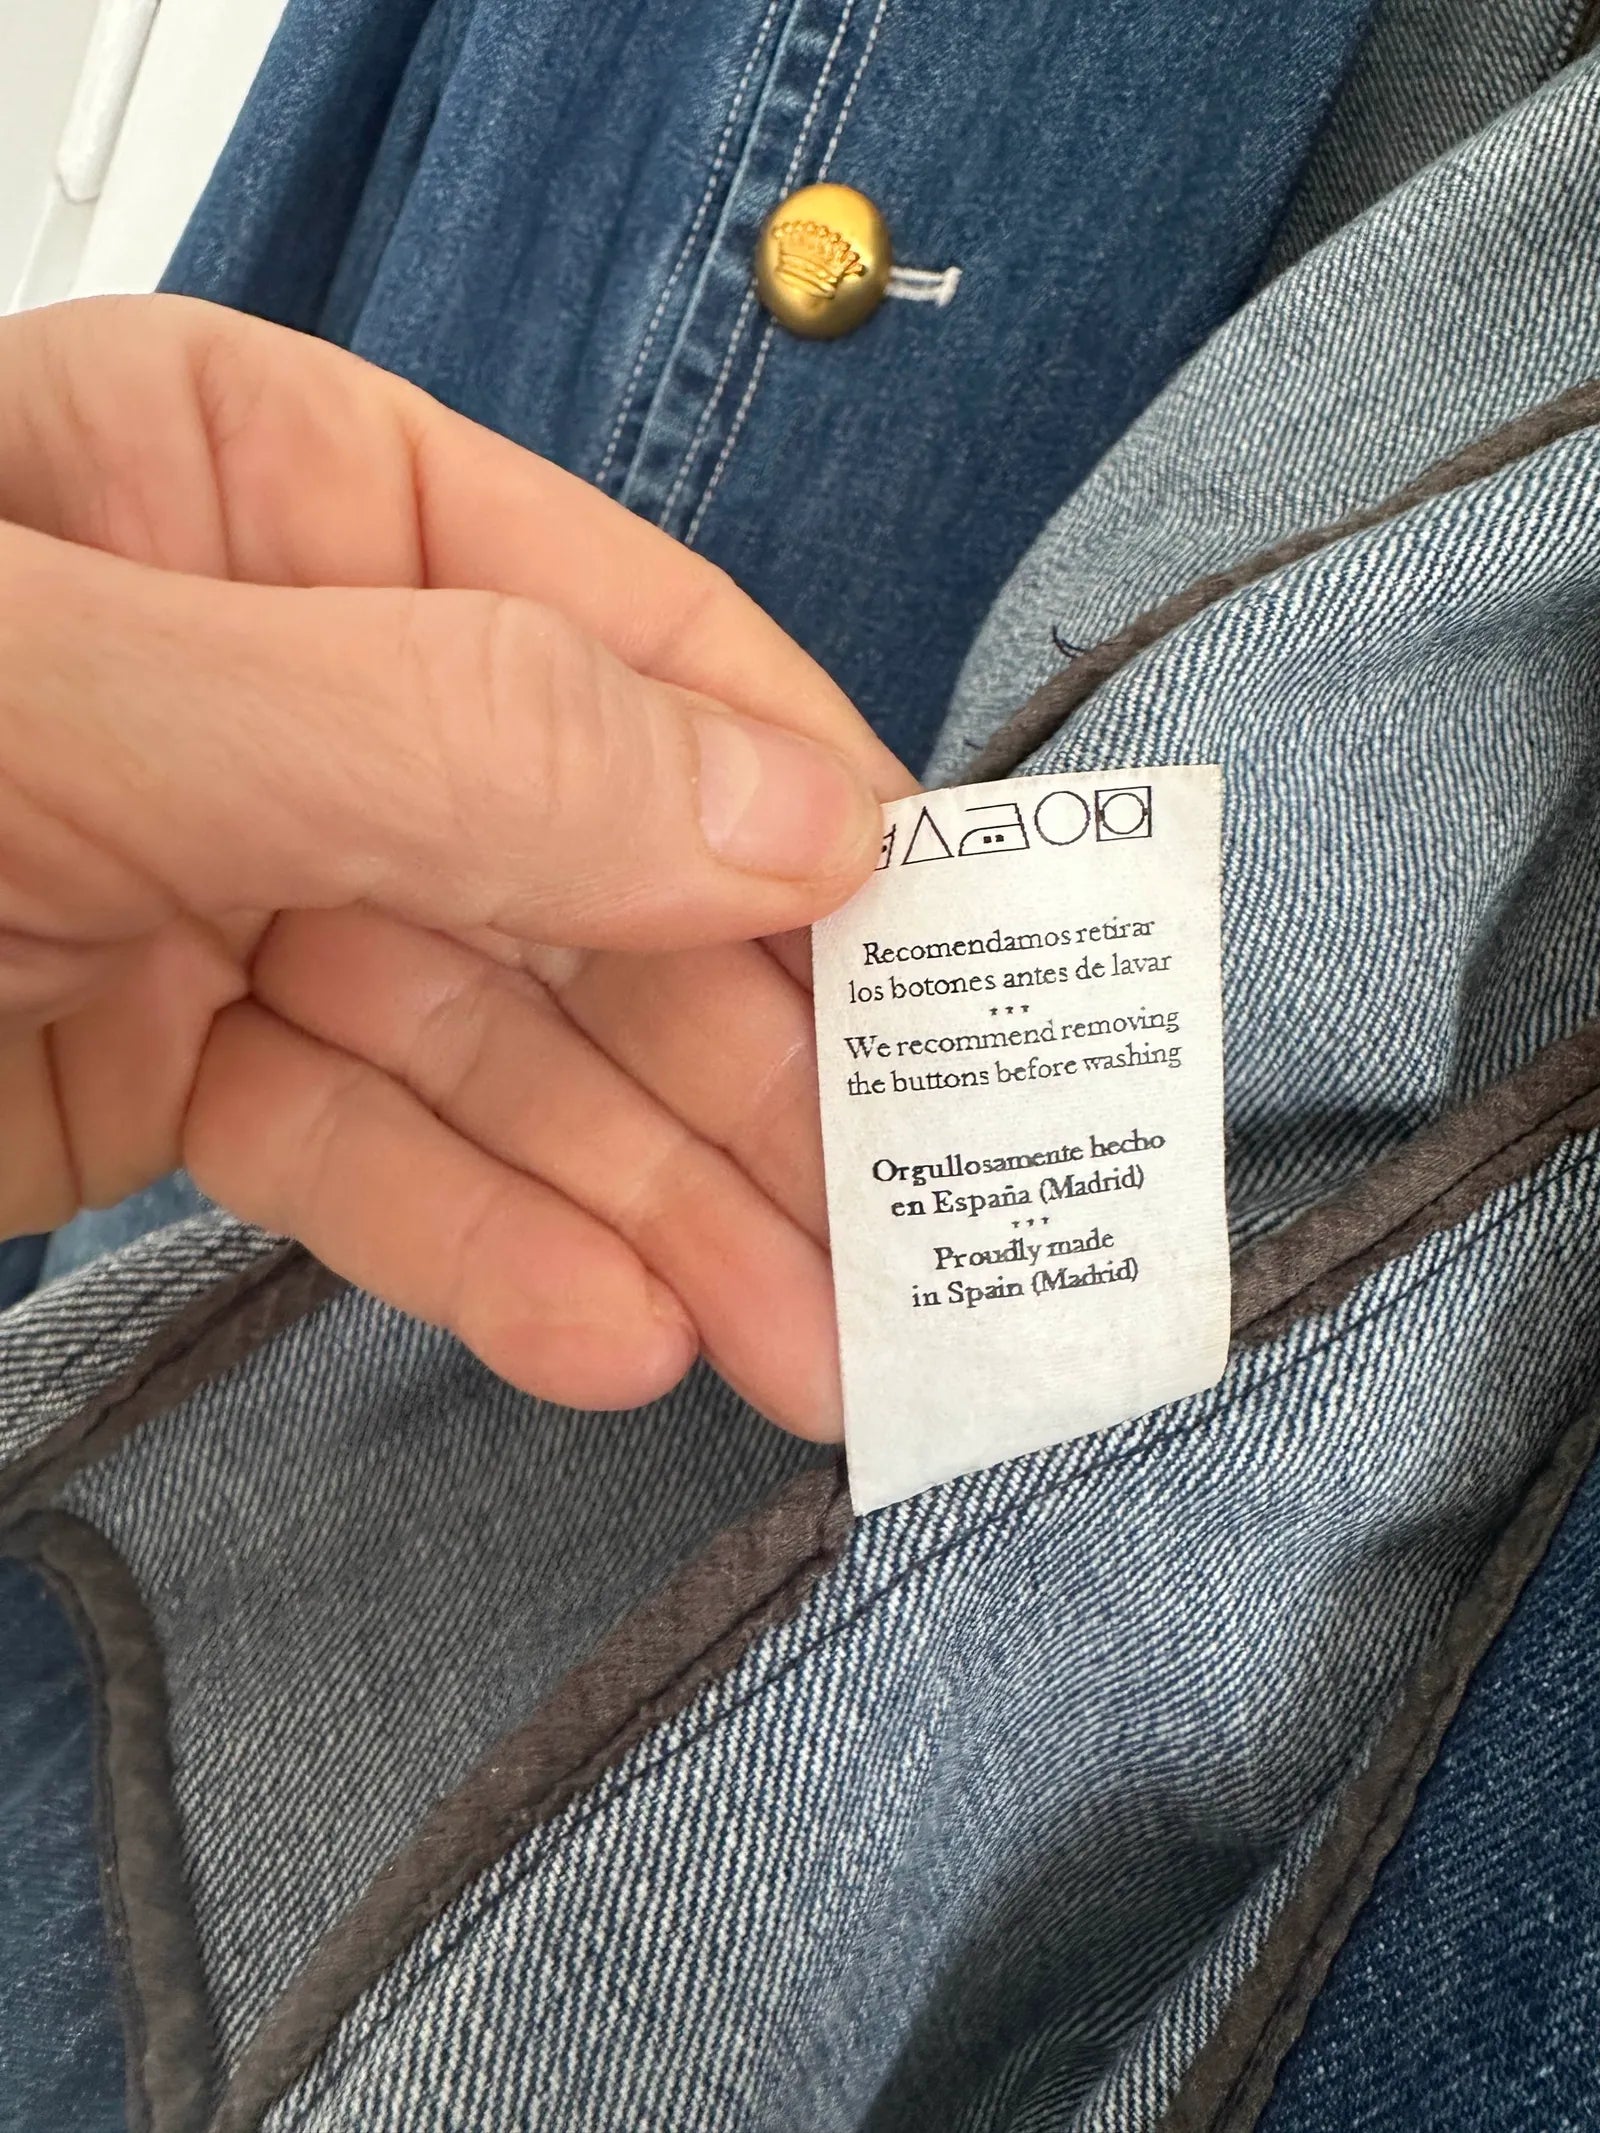 Recomendamos retirar
los botones antes de lavar
***
We recommend removing
the buttons before washing
Orgullosamente hecho
en España (Madrid)
***
Proudly made
in Spain (Madrid)